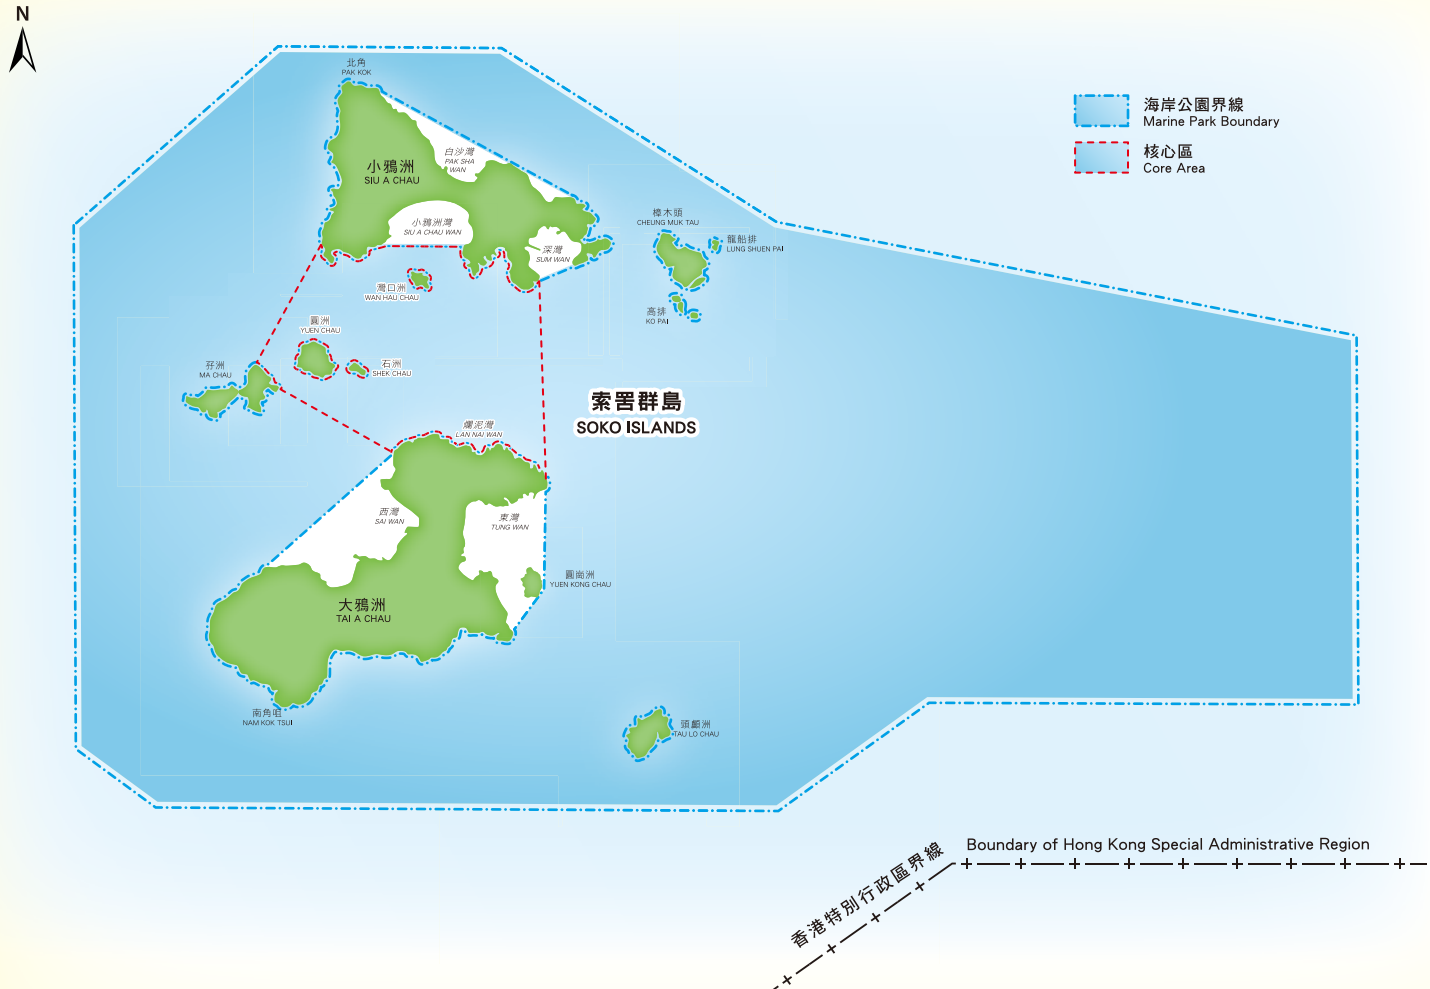 N
北角
PAK KOK
海岸公園界線
Marine Park Boundary
核心區
Core Area
白沙灣
PAK SHA
WAN
小鴉洲
SIU A CHAU
小鴉洲灣
SIU A CHAU WAN
深灣
SUM WAN
樟木頭
CHEUNG MUK TAU
龍船排
LUNG SHUEN PAI
灣口洲
WAN HAU CHAU
高排
KO PAI
圓洲
YUEN CHAU
石洲
SHEK CHAU
孖洲
MA CHAU
索罟群島
SOKO ISLANDS
爛泥灣
LAN NAI WAN
西灣
SAI WAN
東灣
TUNG WAN
圓崗洲
YUEN KONG CHAU
大鴉洲
TAI A CHAU
南角咀
NAM KOK TSUI
頭顱洲
TAU LO CHAU
香港特別行政區界線
Boundary of Hong Kong Special Administrative Region